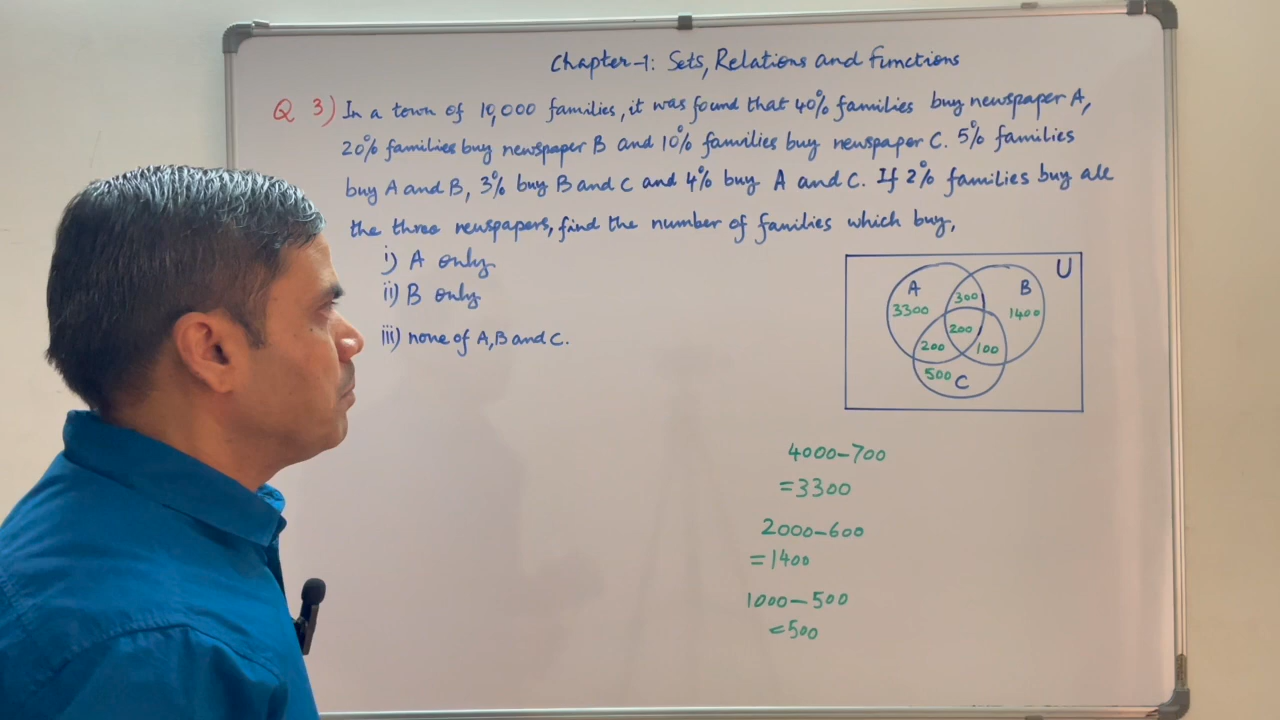 Chapter-1: Sets, Relations and Functions
Q 3) In a town of 10,000 families, it was found that 40% families buy newspaper A,
20% families buy newspaper B and 10% families buy newspaper C. 5% families
buy A and B, 3% buy B and C and 4% buy A and C. If 2% families buy all
the three newspapers, find the number of families which buy,
i) A only
ii) B only
iii) none of A, B and C.
U
A
B
300
3300
1400
200
200
100
500 C
4000-700
=3300
2000-600
=1400
1000-500
=500